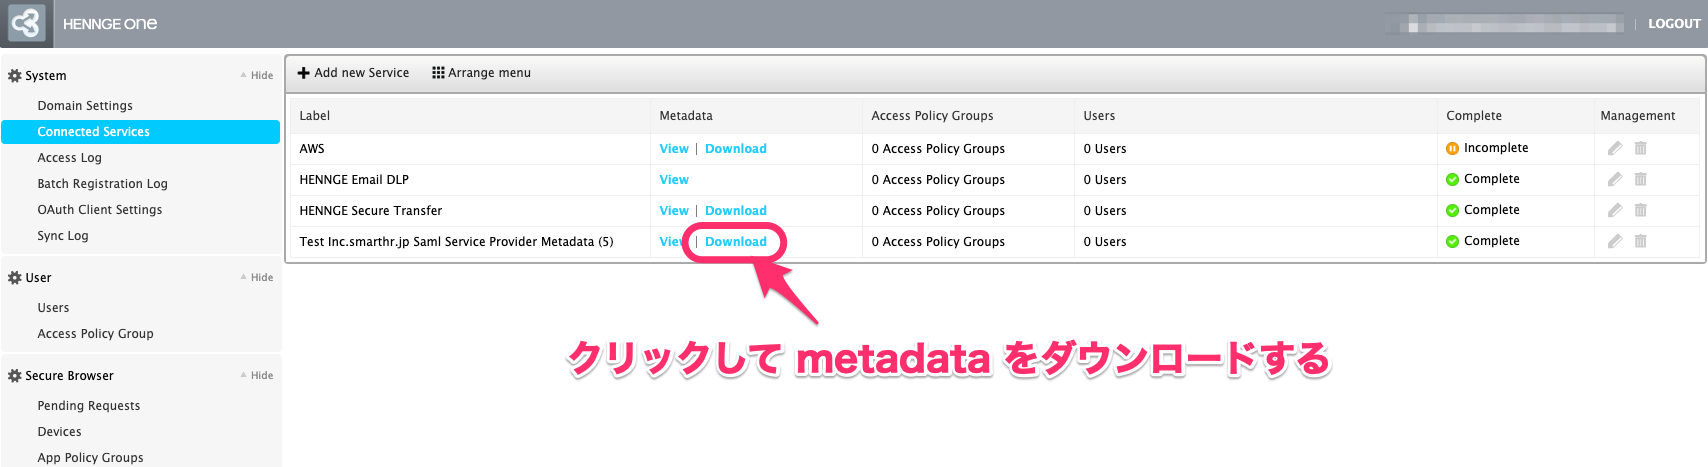 HENNGE one
LOGOUT
System
Hide
Domain Settings
Connected Services
Access Log
Batch Registration Log
OAuth Client Settings
Sync Log
User
Hide
Users
Access Policy Group
Secure Browser
Hide
Pending Requests
Devices
App Policy Groups
Add new Service Arrange menu
Label Metadata Access Policy Groups Users Complete Management
AWS View | Download 0 Access Policy Groups 0 Users Incomplete
HENNGE Email DLP View 0 Access Policy Groups 0 Users Complete
HENNGE Secure Transfer View | Download 0 Access Policy Groups 0 Users Complete
Test Inc.smarthr.jp Saml Service Provider Metadata (5) View | Download 0 Access Policy Groups 0 Users Complete
クリックして metadata をダウンロードする